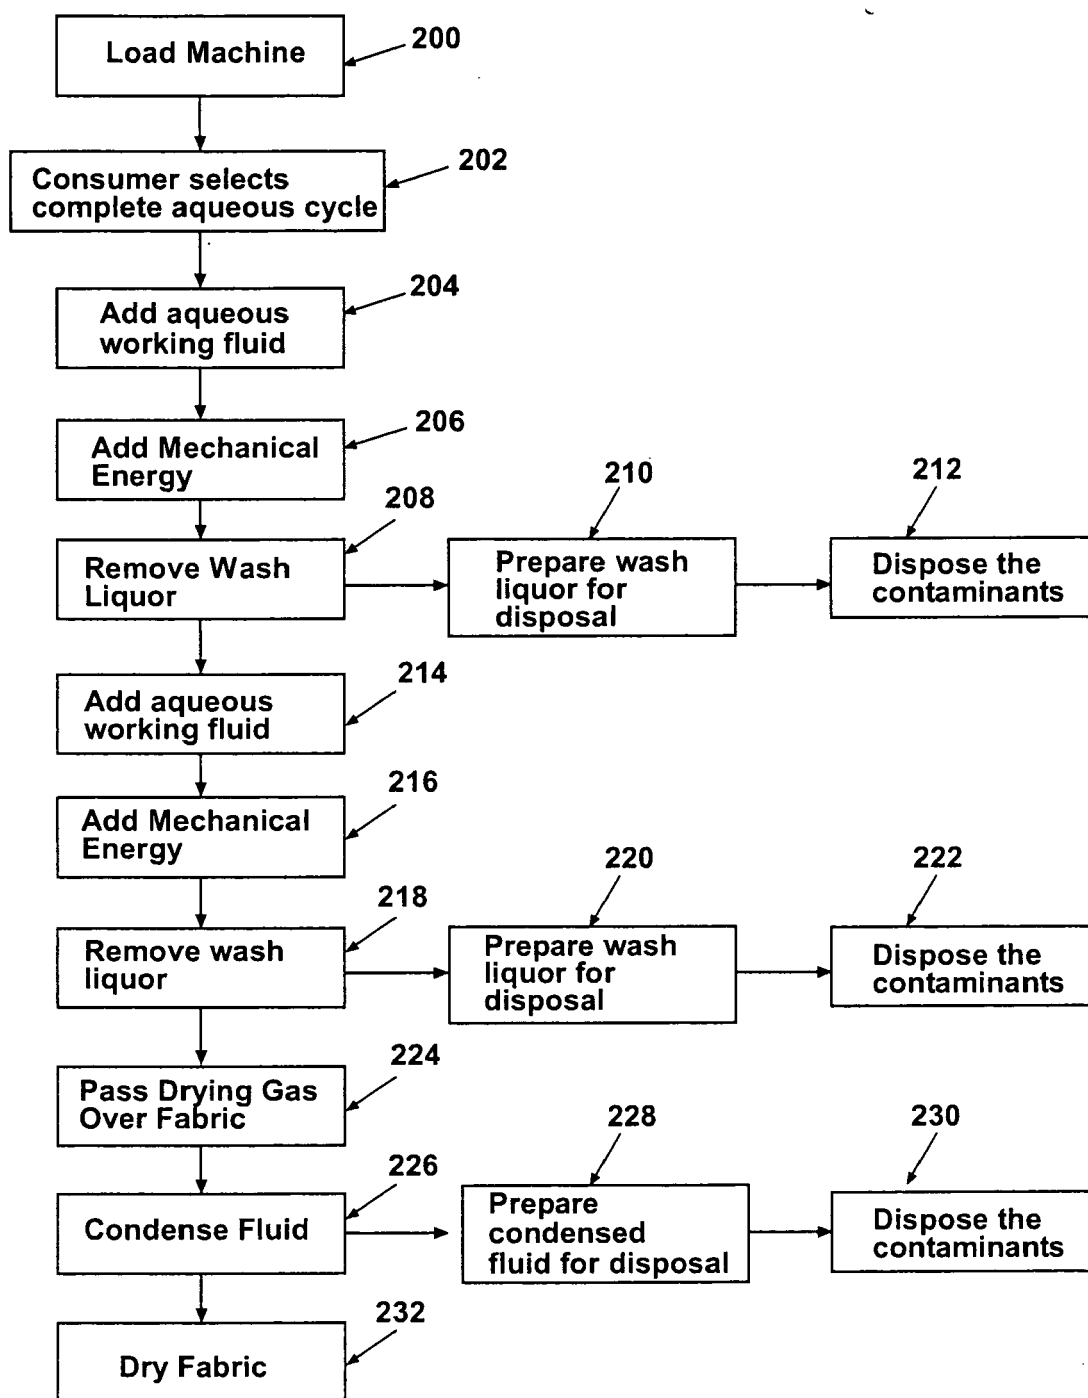 Load Machine
200
Consumer selects
complete aqueous cycle
202
Add aqueous
working fluid
204
Add Mechanical
Energy
206
Remove Wash
Liquor
208
Prepare wash
liquor for
disposal
210
Dispose the
contaminants
212
Add aqueous
working fluid
214
Add Mechanical
Energy
216
Remove wash
liquor
218
Prepare wash
liquor for
disposal
220
Dispose the
contaminants
222
Pass Drying Gas
Over Fabric
224
Condense Fluid
226
Prepare
condensed
fluid for disposal
228
Dispose the
contaminants
230
Dry Fabric
232